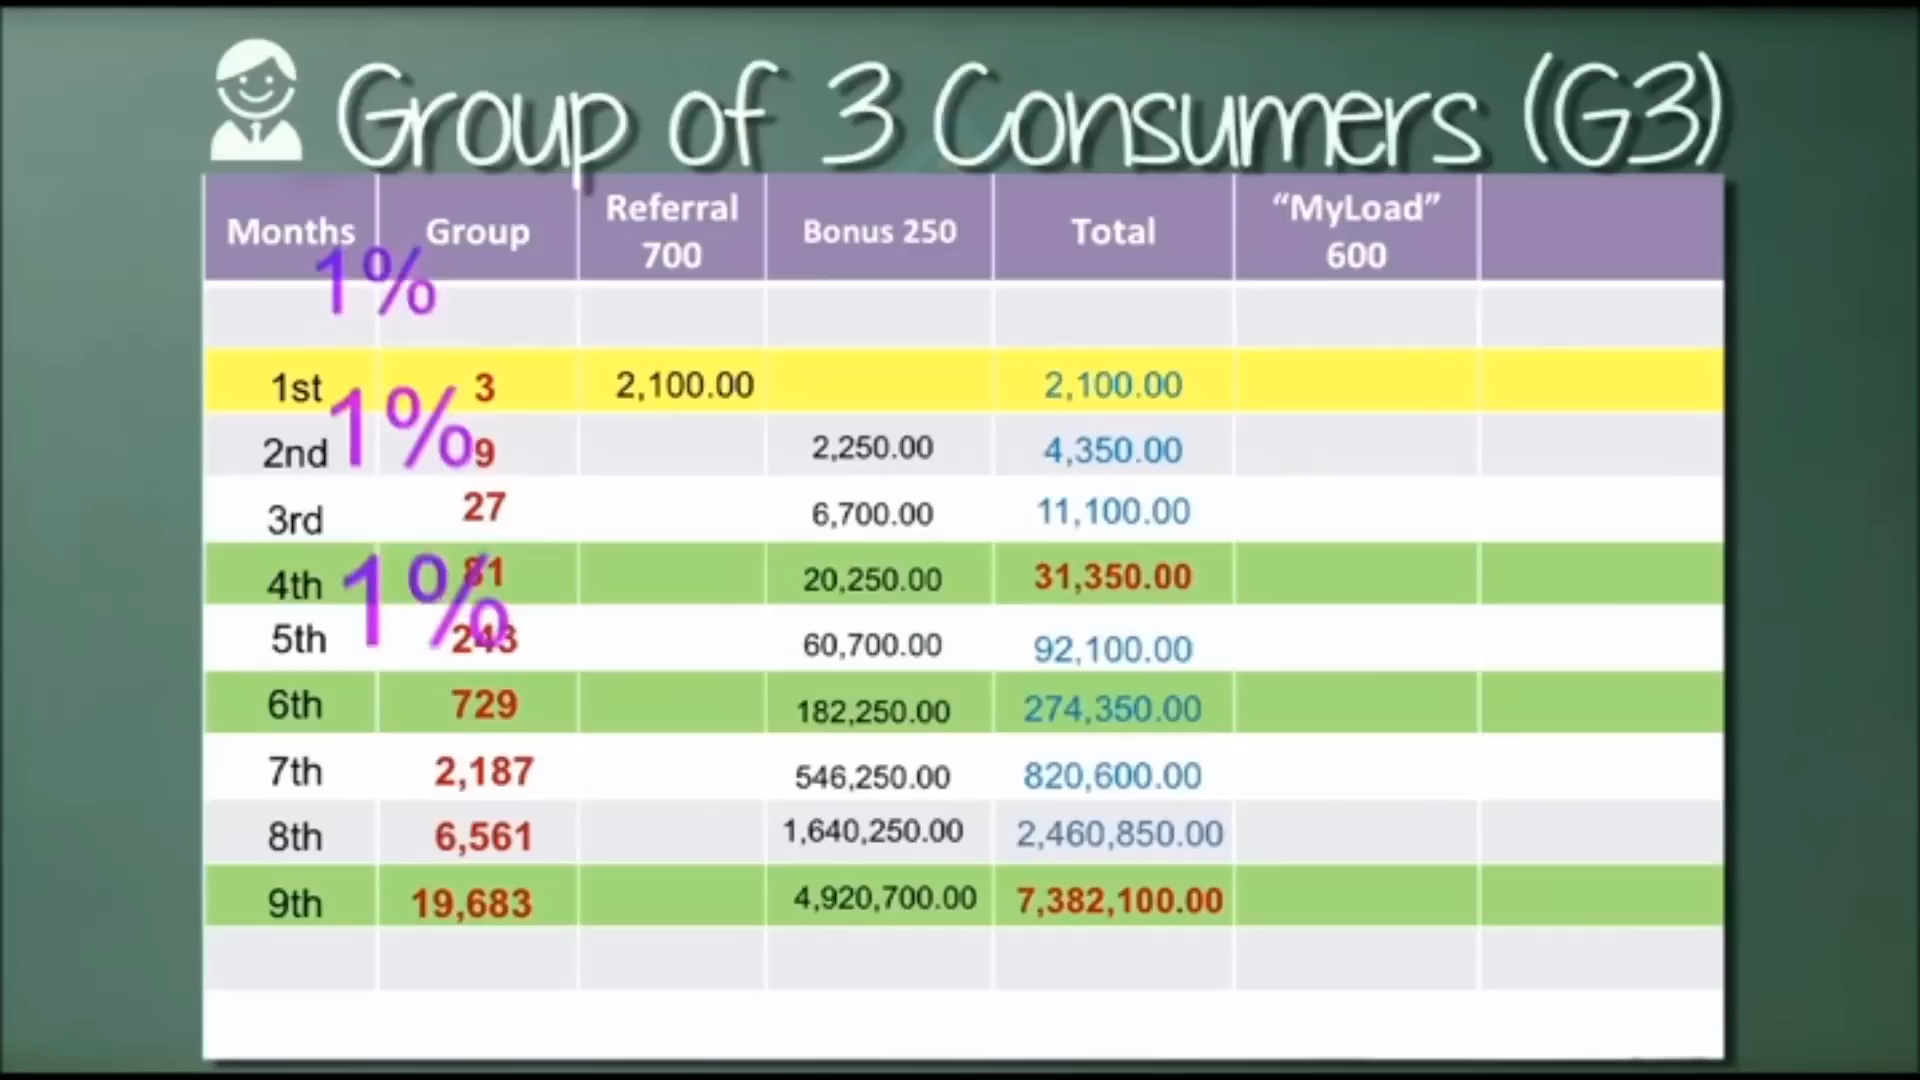 Group of 3 Consumers (G3)
Months Group Referral 700 Bonus 250 Total “MyLoad” 600
1%
1st 3 2,100.00 2,100.00
1%
2nd 9 2,250.00 4,350.00
3rd 27 6,700.00 11,100.00
4th 81 20,250.00 31,350.00
1%
5th 243 60,700.00 92,100.00
6th 729 182,250.00 274,350.00
7th 2,187 546,250.00 820,600.00
8th 6,561 1,640,250.00 2,460,850.00
9th 19,683 4,920,700.00 7,382,100.00